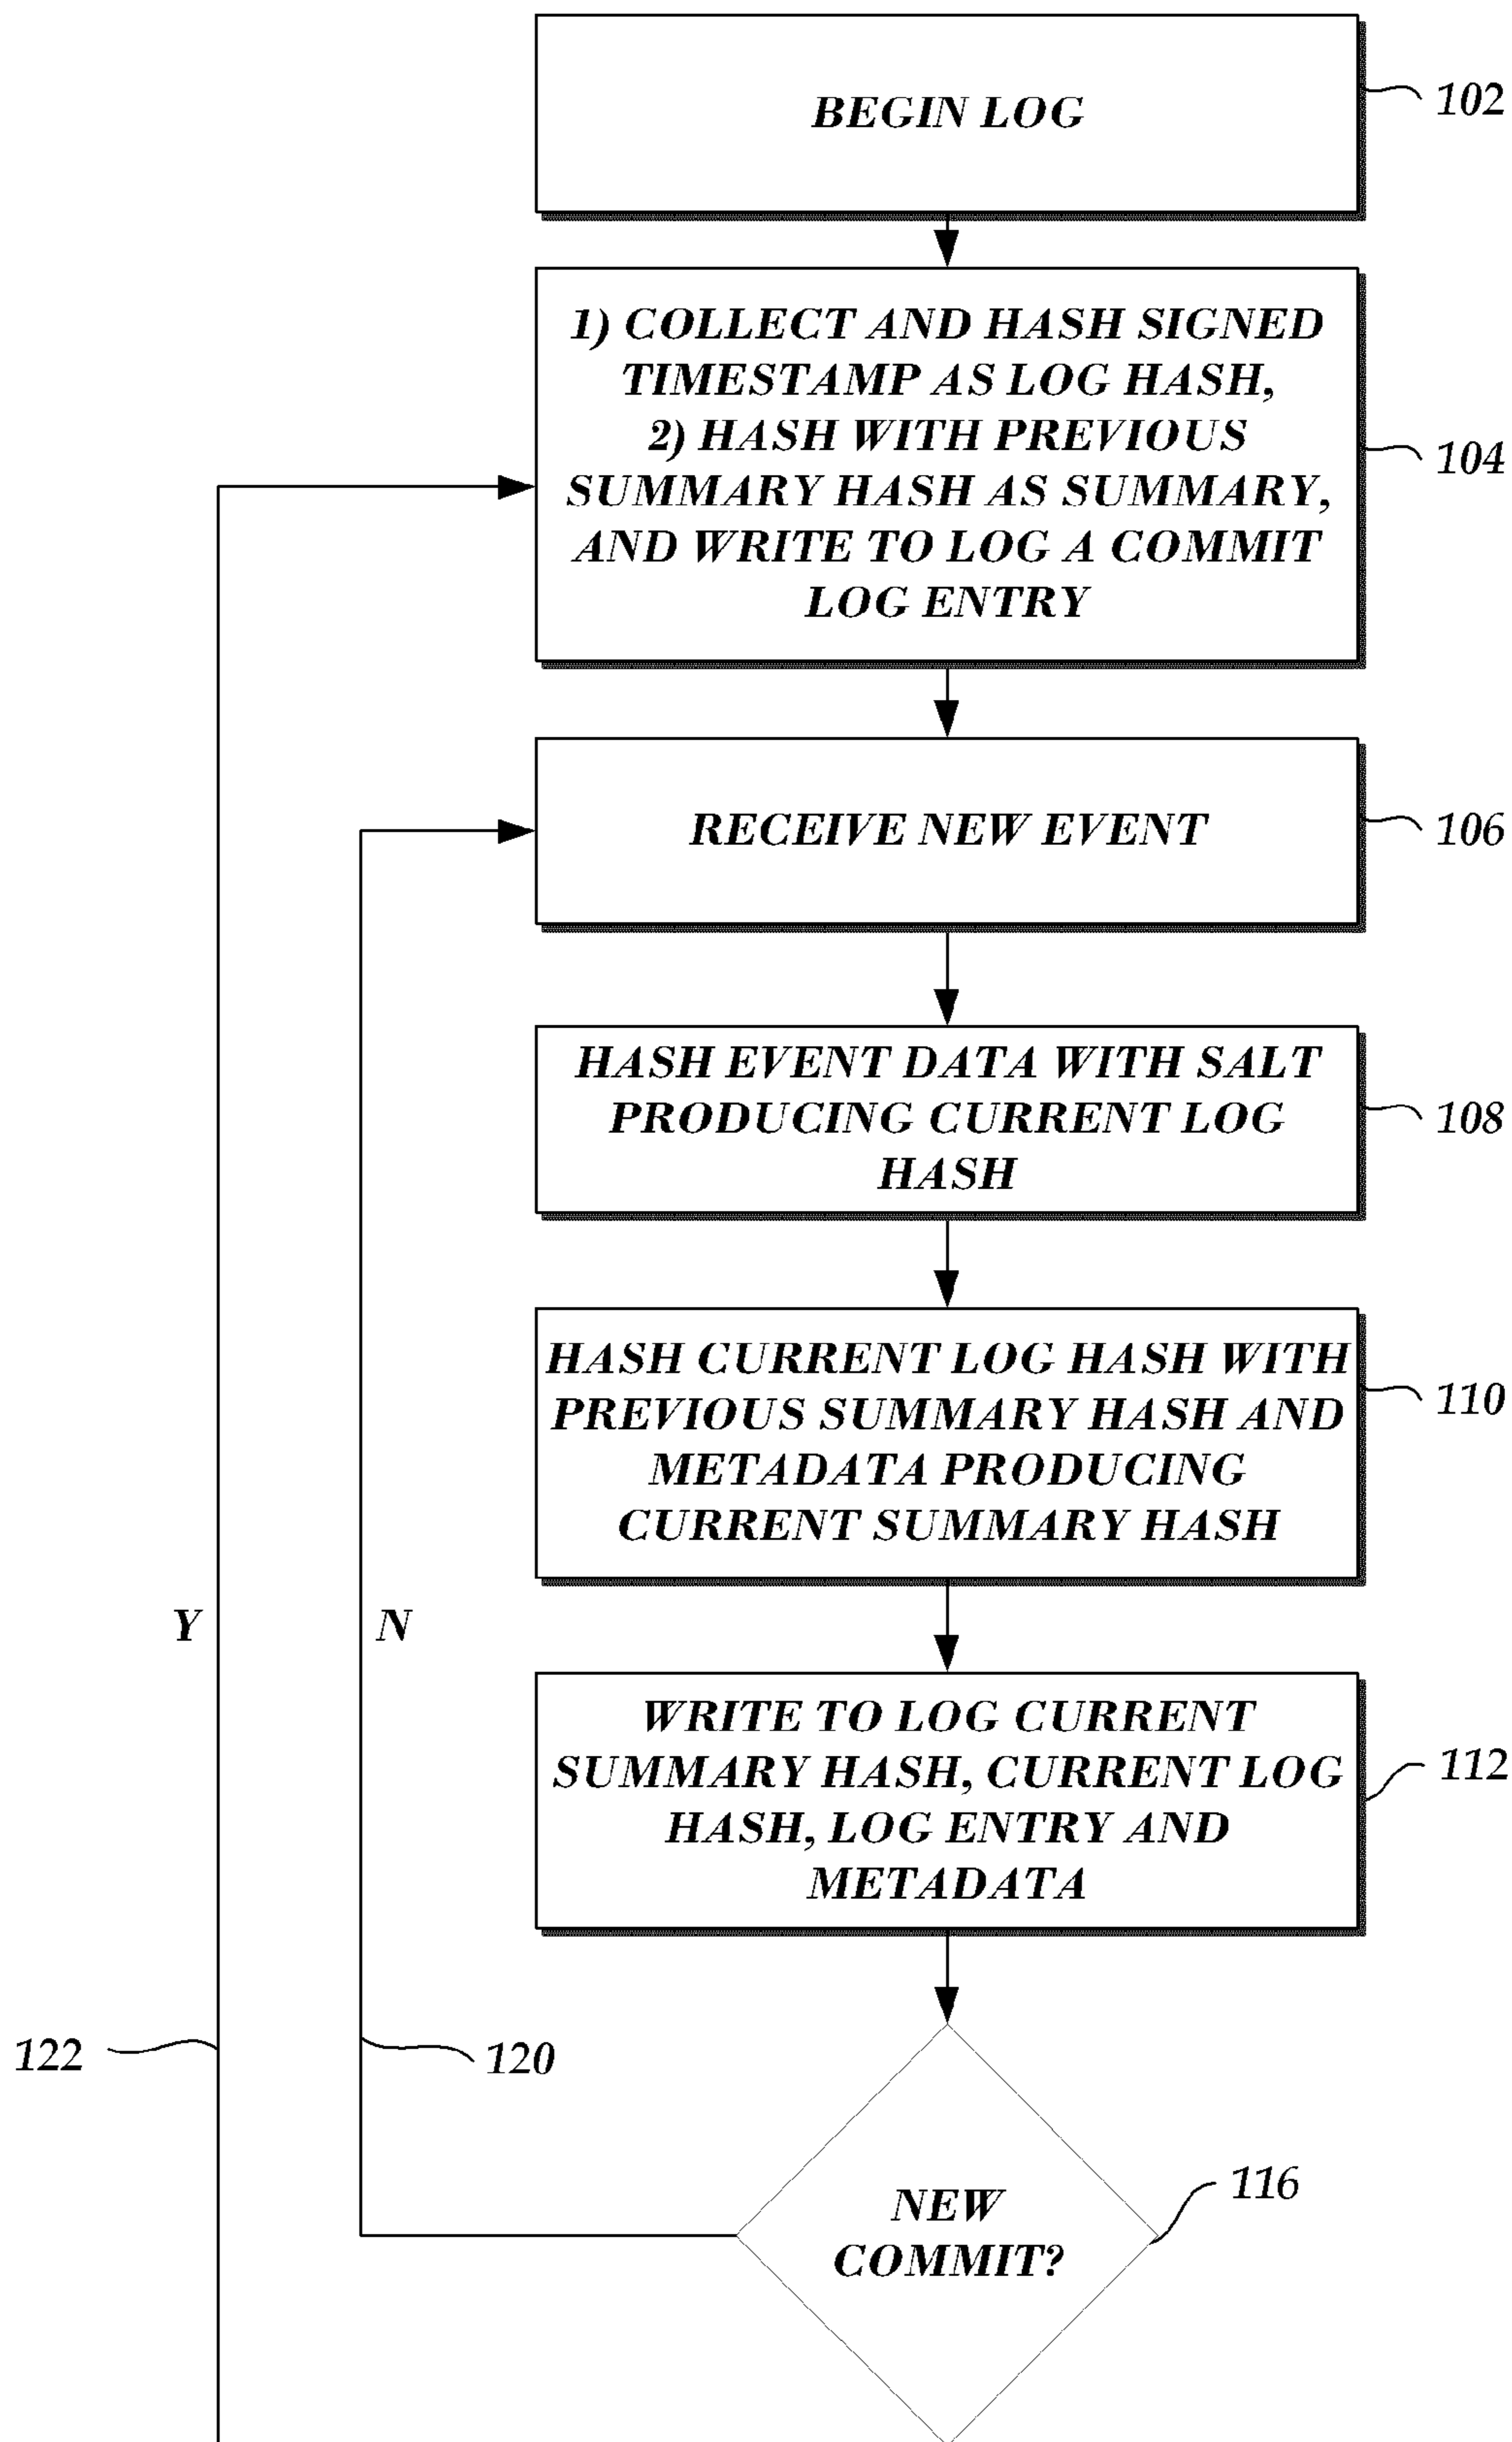 BEGIN LOG
102
1) COLLECT AND HASH SIGNED
TIMESTAMP AS LOG HASH,
2) HASH WITH PREVIOUS
SUMMARY HASH AS SUMMARY,
AND WRITE TO LOG A COMMIT
LOG ENTRY
104
RECEIVE NEW EVENT
106
HASH EVENT DATA WITH SALT
PRODUCING CURRENT LOG
HASH
108
HASH CURRENT LOG HASH WITH
PREVIOUS SUMMARY HASH AND
METADATA PRODUCING
CURRENT SUMMARY HASH
110
Y
N
WRITE TO LOG CURRENT
SUMMARY HASH, CURRENT LOG
HASH, LOG ENTRY AND
METADATA
112
122
120
NEW
COMMIT?
116